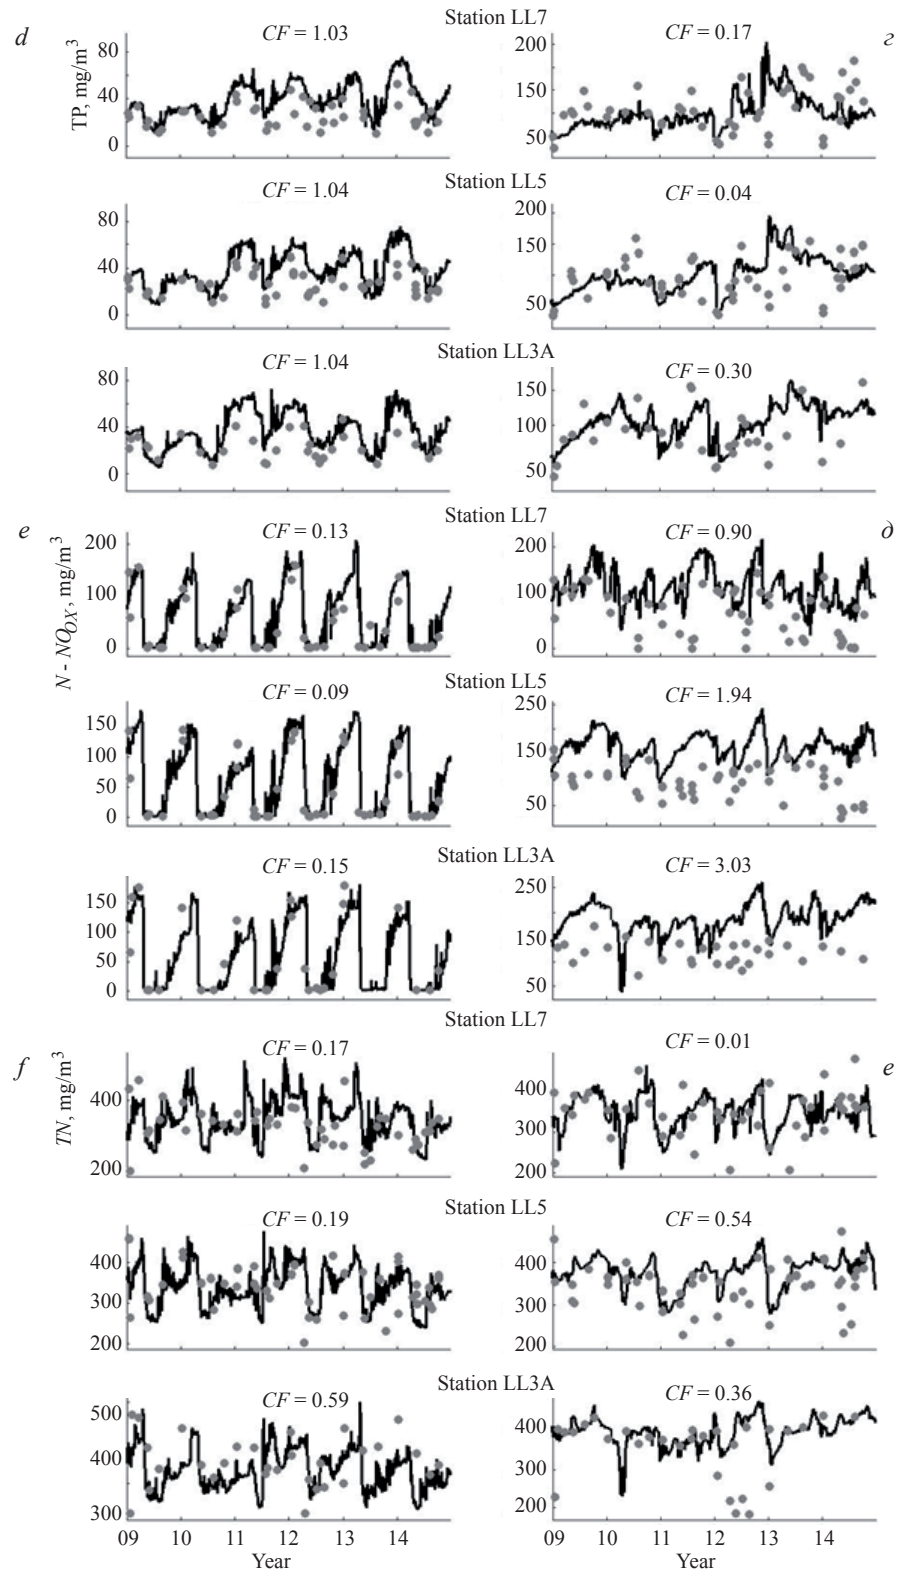 Station LL7
d
CF = 1.03
CF = 0.17
г
TP, mg/m³
80
40
0
200
150
50
Station LL5
CF = 1.04
CF = 0.04
80
40
0
200
150
50
Station LL3A
CF = 1.04
CF = 0.30
80
40
0
150
100
50
Station LL7
e
CF = 0.13
CF = 0.90
д
N - NO_OX, mg/m³
200
100
0
200
100
0
Station LL5
CF = 0.09
CF = 1.94
150
100
50
0
250
150
50
Station LL3A
CF = 0.15
CF = 3.03
150
100
50
0
250
150
50
Station LL7
f
CF = 0.17
CF = 0.01
е
TN, mg/m³
400
200
400
300
200
Station LL5
CF = 0.19
CF = 0.54
400
300
200
400
300
200
Station LL3A
CF = 0.59
CF = 0.36
500
400
300
400
300
200
09 10 11 12 13 14
09 10 11 12 13 14
Year
Year